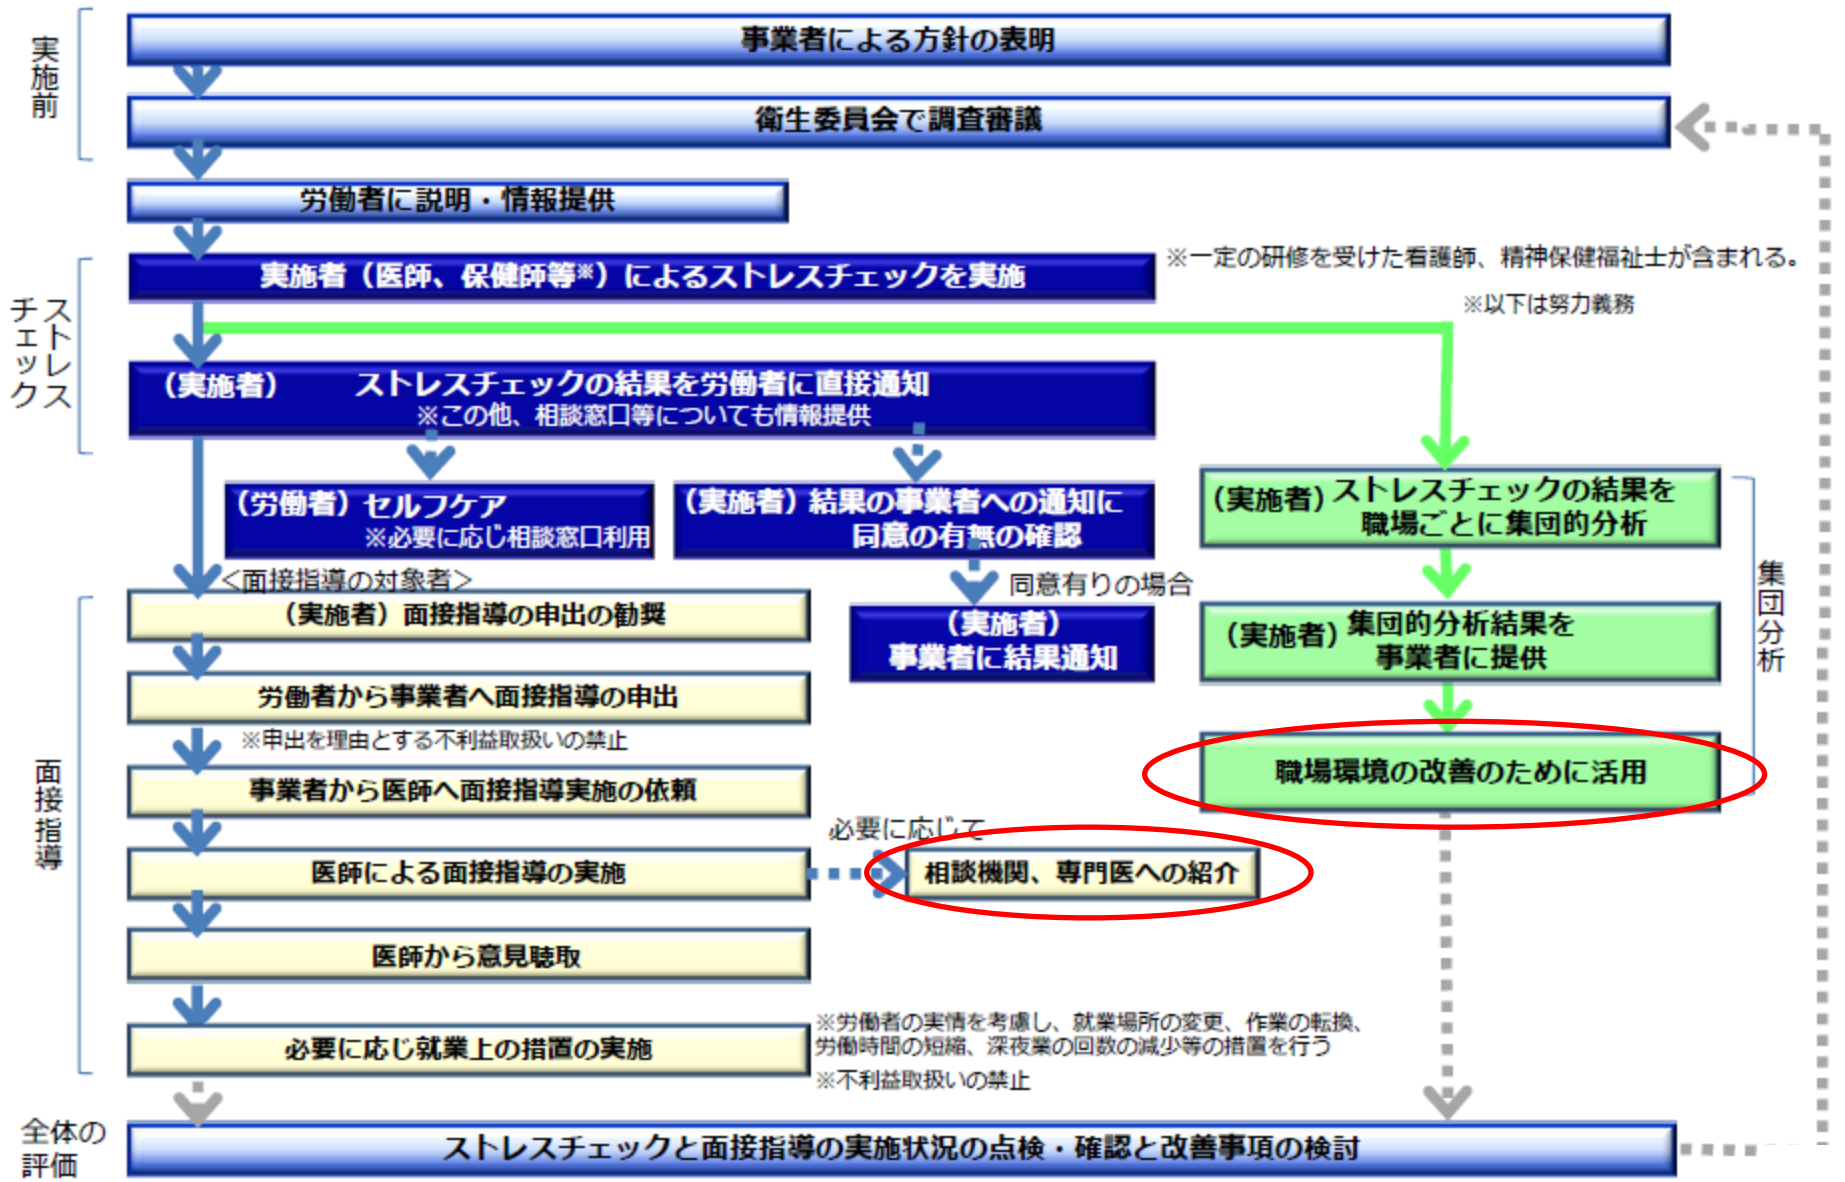 実施前
事業者による方針の表明
衛生委員会で調査審議
労働者に説明・情報提供
ストレス
チェック
実施者（医師、保健師等※）によるストレスチェックを実施
※一定の研修を受けた看護師、精神保健福祉士が含まれる。
※以下は努力義務
（実施者）　ストレスチェックの結果を労働者に直接通知
※この他、相談窓口等についても情報提供
（労働者）セルフケア
※必要に応じ相談窓口利用
（実施者）結果の事業者への通知に
同意の有無の確認
（実施者）ストレスチェックの結果を
職場ごとに集団的分析
集団分析
＜面接指導の対象者＞
同意有りの場合
（実施者）面接指導の申出の勧奨
（実施者）
事業者に結果通知
（実施者）集団的分析結果を
事業者に提供
労働者から事業者へ面接指導の申出
※申出を理由とする不利益取扱いの禁止
職場環境の改善のために活用
面接指導
事業者から医師へ面接指導実施の依頼
必要に応じて
医師による面接指導の実施
相談機関、専門医への紹介
医師から意見聴取
必要に応じ就業上の措置の実施
※労働者の実情を考慮し、就業場所の変更、作業の転換、
労働時間の短縮、深夜業の回数の減少等の措置を行う
※不利益取扱いの禁止
全体の
評価
ストレスチェックと面接指導の実施状況の点検・確認と改善事項の検討